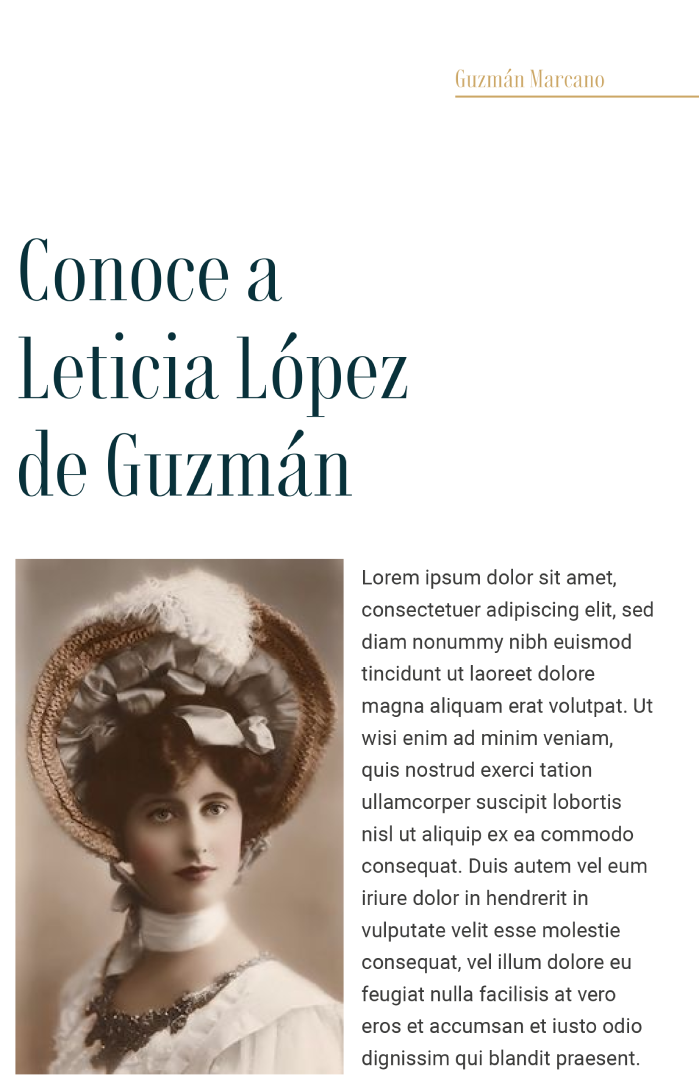 Guzmán Marcano
Conoce a
Leticia López
de Guzmán
Lorem ipsum dolor sit amet,
consectetuer adipiscing elit, sed
diam nonummy nibh euismod
tincidunt ut laoreet dolore
magna aliquam erat volutpat. Ut
wisi enim ad minim veniam,
quis nostrud exerci tation
ullamcorper suscipit lobortis
nisl ut aliquip ex ea commodo
consequat. Duis autem vel eum
iriure dolor in hendrerit in
vulputate velit esse molestie
consequat, vel illum dolore eu
feugiat nulla facilisis at vero
eros et accumsan et iusto odio
dignissim qui blandit praesent.